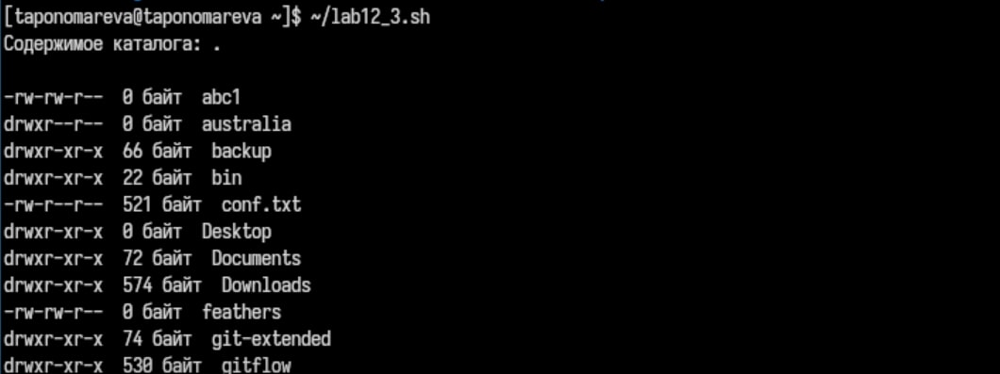 [taponomareva@taponomareva ~]$ ~/lab12_3.sh
Содержимое каталога: .
-rw-rw-r--  0 байт  abc1
drwxr--r--  0 байт  australia
drwxr-xr-x  66 байт  backup
drwxr-xr-x  22 байт  bin
-rw-r--r--  521 байт  conf.txt
drwxr-xr-x  0 байт  Desktop
drwxr-xr-x  72 байт  Documents
drwxr-xr-x  574 байт  Downloads
-rw-rw-r--  0 байт  feathers
drwxr-xr-x  74 байт  git-extended
drwxr-xr-x  530 байт  gitflow